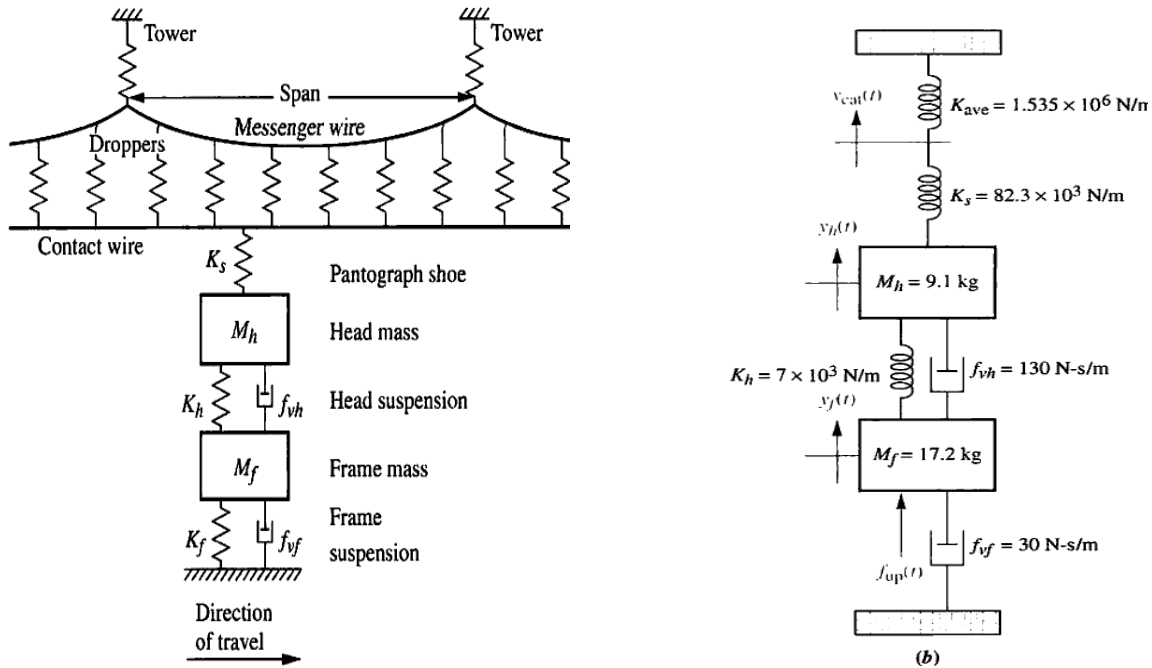 Tower
Tower
Span
Messenger wire
Droppers
Contact wire
K_s
Pantograph shoe
M_h
Head mass
K_h
f_vh
Head suspension
M_f
Frame mass
K_f
f_vf
Frame
suspension
Direction
of travel
y_cat(t)
K_ave = 1.535 × 10^6 N/m
K_s = 82.3 × 10^3 N/m
y_h(t)
M_h = 9.1 kg
K_h = 7 × 10^3 N/m
f_vh = 130 N-s/m
y_f(t)
M_f = 17.2 kg
f_up(t)
f_vf = 30 N-s/m
(b)